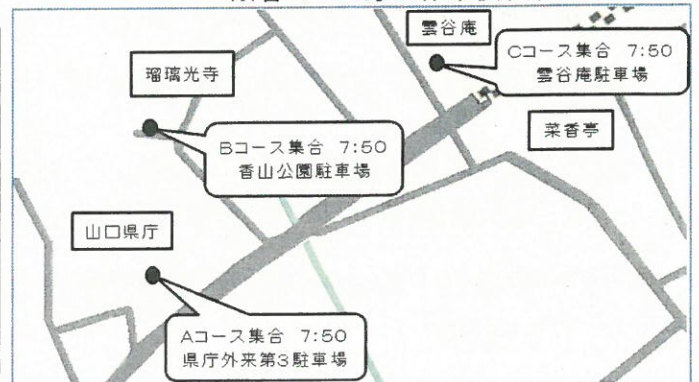 雲谷庵
Cコース集合 7:50
雲谷庵駐車場
瑠璃光寺
菜香亭
Bコース集合 7:50
香山公園駐車場
山口県庁
Aコース集合 7:50
県庁外来第3駐車場